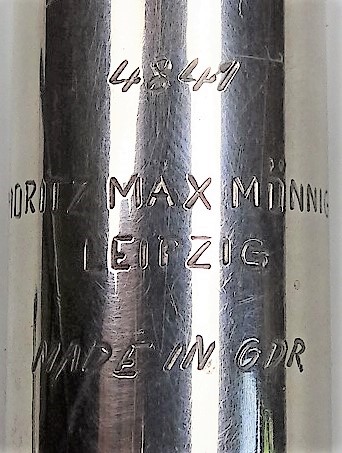 4841
MORITZ MAX MÖNNIG
LEIPZIG
MADE IN GDR